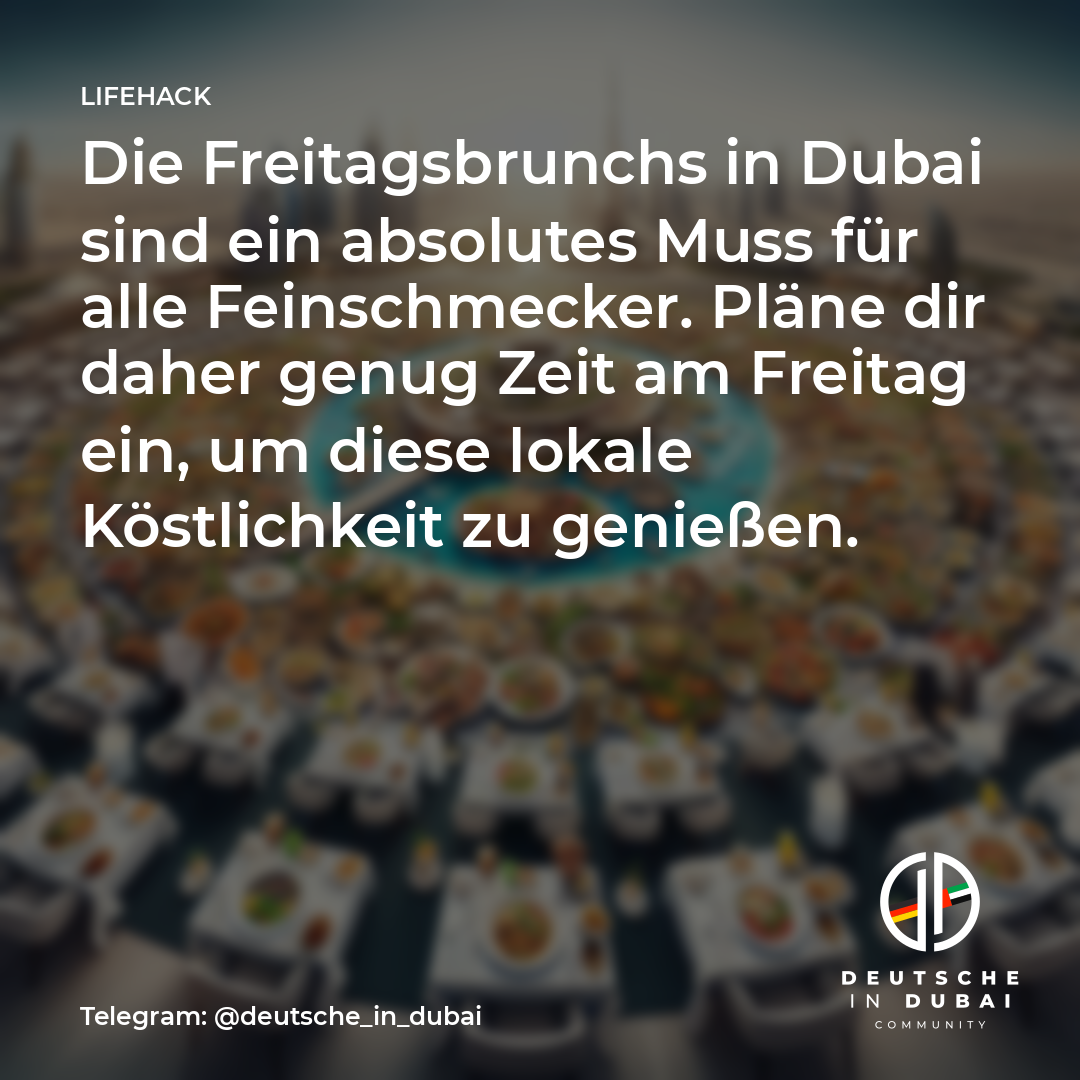 LIFEHACK
Die Freitagsbrunchs in Dubai
sind ein absolutes Muss für
alle Feinschmecker. Pläne dir
daher genug Zeit am Freitag
ein, um diese lokale
Köstlichkeit zu genießen.
DEUTSCHE
IN DUBAI
COMMUNITY
Telegram: @deutsche_in_dubai